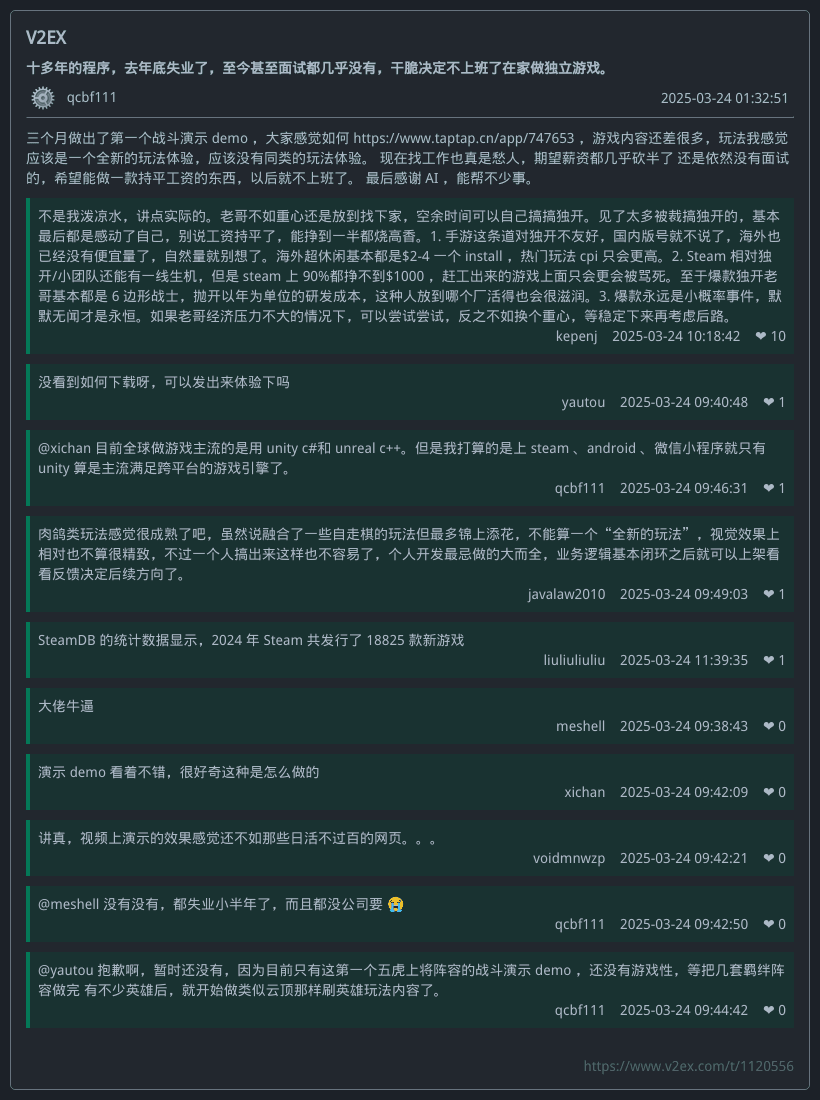 V2EX
十多年的程序，去年底失业了，至今甚至面试都几乎没有，干脆决定不上班了在家做独立游戏。
qcbf111 2025-03-24 01:32:51
三个月做出了第一个战斗演示 demo ，大家感觉如何 https://www.taptap.cn/app/747653 ，游戏内容还差很多，玩法我感觉
应该是一个全新的玩法体验，应该没有同类的玩法体验。 现在找工作也真是愁人，期望薪资都几乎砍半了 还是依然没有面试
的，希望能做一款持平工资的东西，以后就不上班了。 最后感谢 AI ，能帮不少事。
不是我泼凉水，讲点实际的。老哥不如重心还是放到找下家，空余时间可以自己搞搞独开。见了太多被裁搞独开的，基本
最后都是感动了自己，别说工资持平了，能挣到一半都烧高香。1. 手游这条道对独开不友好，国内版号就不说了，海外也
已经没有便宜量了，自然量就别想了。海外超休闲基本都是$2-4 一个 install ，热门玩法 cpi 只会更高。2. Steam 相对独
开/小团队还能有一线生机，但是 steam 上 90%都挣不到$1000 ，赶工出来的游戏上面只会更会被骂死。至于爆款独开老
哥基本都是 6 边形战士，抛开以年为单位的研发成本，这种人放到哪个厂活得也会很滋润。3. 爆款永远是小概率事件，默
默无闻才是永恒。如果老哥经济压力不大的情况下，可以尝试尝试，反之不如换个重心，等稳定下来再考虑后路。
kepenj 2025-03-24 10:18:42 ❤ 10
没看到如何下载呀，可以发出来体验下吗
yautou 2025-03-24 09:40:48 ❤ 1
@xichan 目前全球做游戏主流的是用 unity c#和 unreal c++。但是我打算的是上 steam 、android 、微信小程序就只有
unity 算是主流满足跨平台的游戏引擎了。
qcbf111 2025-03-24 09:46:31 ❤ 1
肉鸽类玩法感觉很成熟了吧，虽然说融合了一些自走棋的玩法但最多锦上添花，不能算一个“全新的玩法”，视觉效果上
相对也不算很精致，不过一个人搞出来这样也不容易了，个人开发最忌做的大而全，业务逻辑基本闭环之后就可以上架看
看反馈决定后续方向了。
javalaw2010 2025-03-24 09:49:03 ❤ 1
SteamDB 的统计数据显示，2024 年 Steam 共发行了 18825 款新游戏
liuliuliuliu 2025-03-24 11:39:35 ❤ 1
大佬牛逼
meshell 2025-03-24 09:38:43 ❤ 0
演示 demo 看着不错，很好奇这种是怎么做的
xichan 2025-03-24 09:42:09 ❤ 0
讲真，视频上演示的效果感觉还不如那些日活不过百的网页。。。
voidmnwzp 2025-03-24 09:42:21 ❤ 0
@meshell 没有没有，都失业小半年了，而且都没公司要 😭
qcbf111 2025-03-24 09:42:50 ❤ 0
@yautou 抱歉啊，暂时还没有，因为目前只有这第一个五虎上将阵容的战斗演示 demo ，还没有游戏性，等把几套羁绊阵
容做完 有不少英雄后，就开始做类似云顶那样刷英雄玩法内容了。
qcbf111 2025-03-24 09:44:42 ❤ 0
https://www.v2ex.com/t/1120556